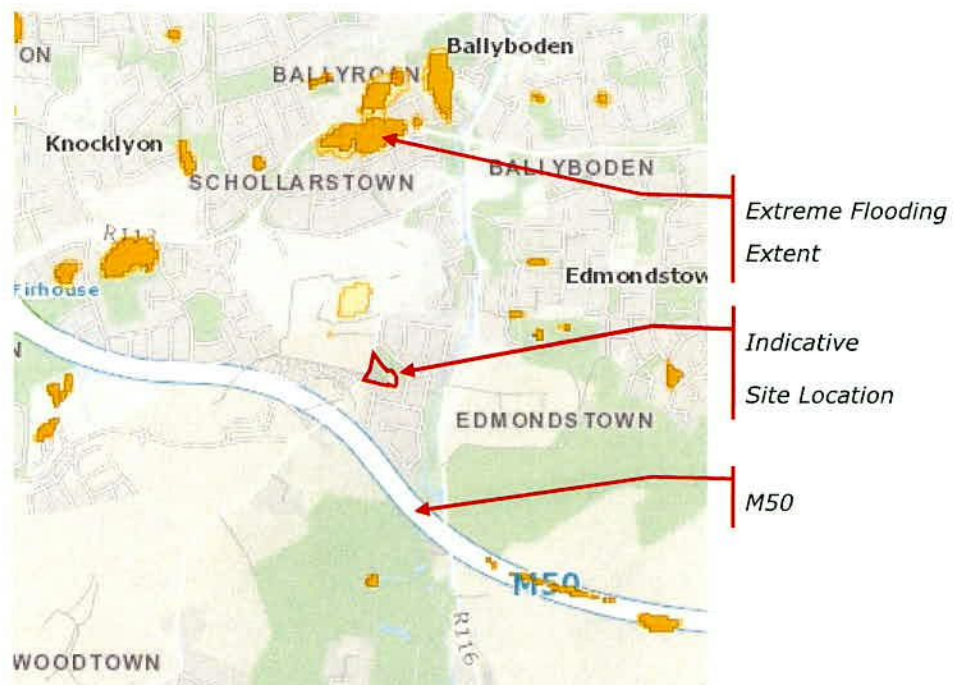 Ballyboden
ON
BALLYROAN
Knocklyon
BALLYBODEN
SCHOLLARSTOWN
Extreme Flooding
Extent
R113
Edmondstow
Firhouse
Indicative
Site Location
N
EDMONDSTOWN
M50
M50
R116
WOODTOWN